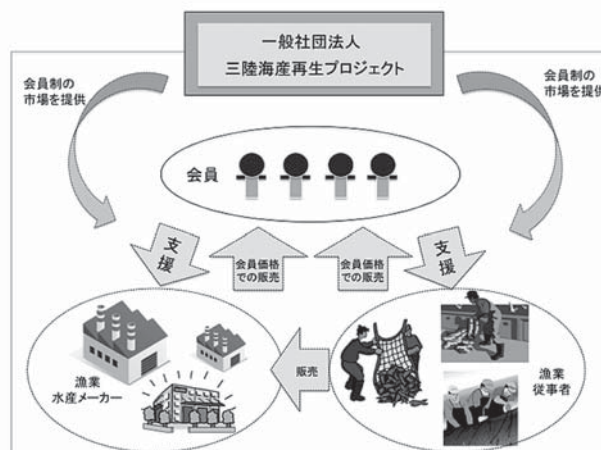 一般社団法人
三陸海産再生プロジェクト
会員制の
市場を提供
会員制の
市場を提供
会員
支援
会員価格
での販売
会員価格
での販売
支援
漁業
水産メーカー
販売
漁業
従事者